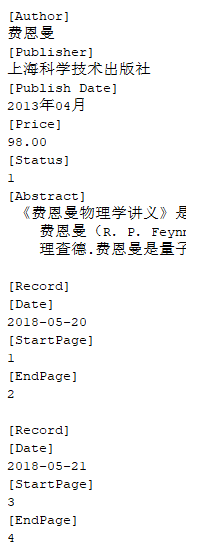 [Author]
费恩曼
[Publisher]
上海科学技术出版社
[Publish Date]
2013年04月
[Price]
98.00
[Status]
1
[Abstract]
《费恩曼物理学讲义》是
费恩曼（R. P. Feynm
理查德.费恩曼是量子
[Record]
[Date]
2018-05-20
[StartPage]
1
[EndPage]
2
[Record]
[Date]
2018-05-21
[StartPage]
3
[EndPage]
4